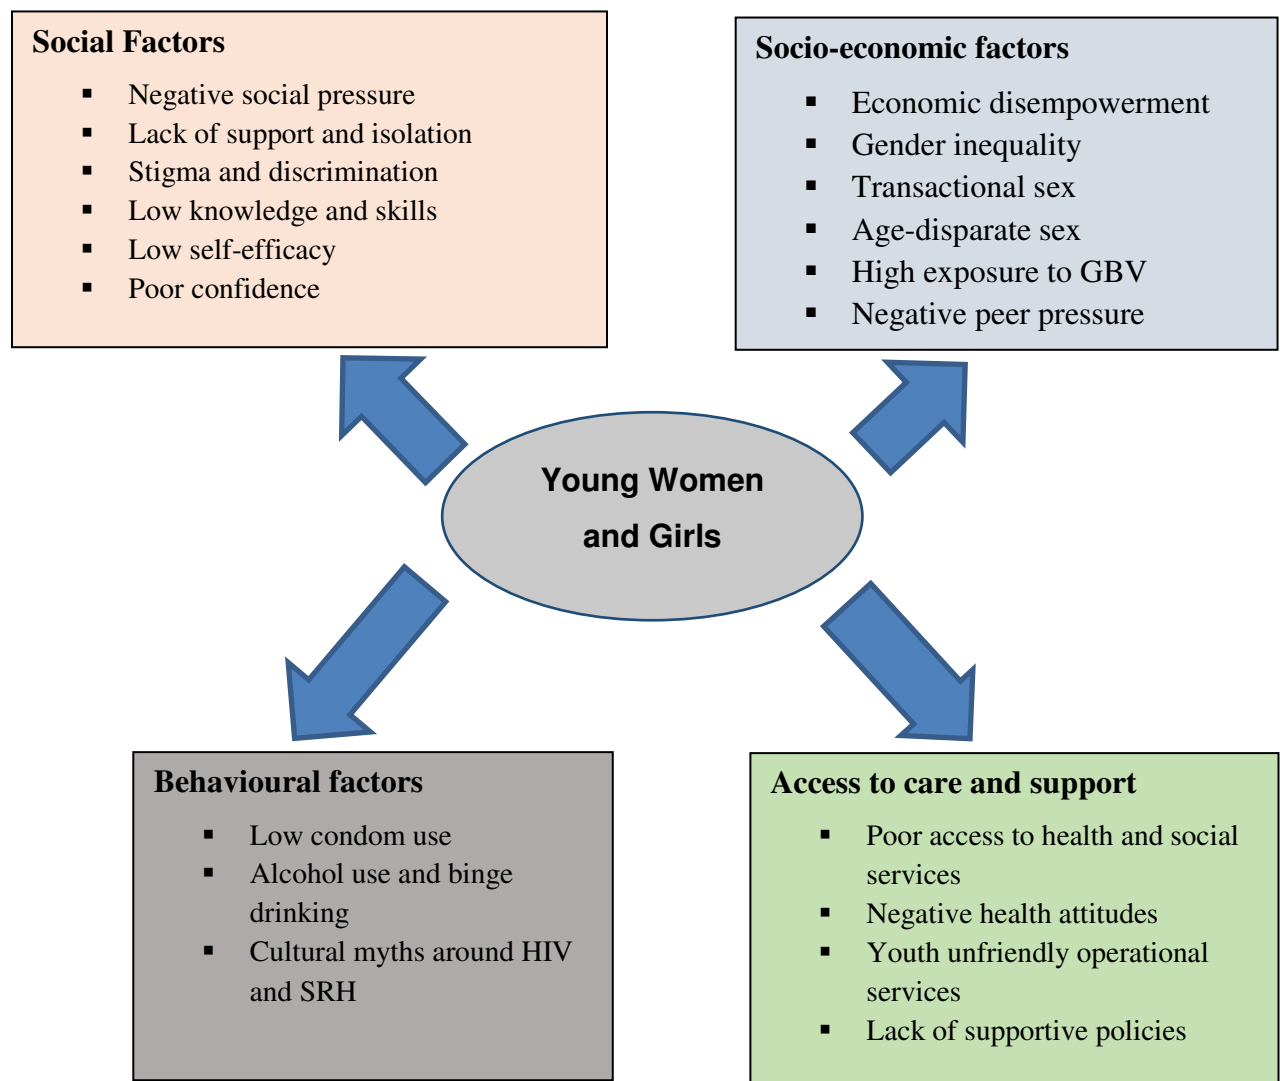 Social Factors
▪ Negative social pressure
▪ Lack of support and isolation
▪ Stigma and discrimination
▪ Low knowledge and skills
▪ Low self-efficacy
▪ Poor confidence
Socio-economic factors
▪ Economic disempowerment
▪ Gender inequality
▪ Transactional sex
▪ Age-disparate sex
▪ High exposure to GBV
▪ Negative peer pressure
Young Women
and Girls
Behavioural factors
▪ Low condom use
▪ Alcohol use and binge
drinking
▪ Cultural myths around HIV
and SRH
Access to care and support
▪ Poor access to health and social
services
▪ Negative health attitudes
▪ Youth unfriendly operational
services
▪ Lack of supportive policies